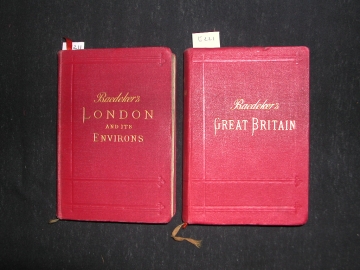 Baedeker's
LONDON
AND ITS
ENVIRONS
Baedeker's
GREAT BRITAIN